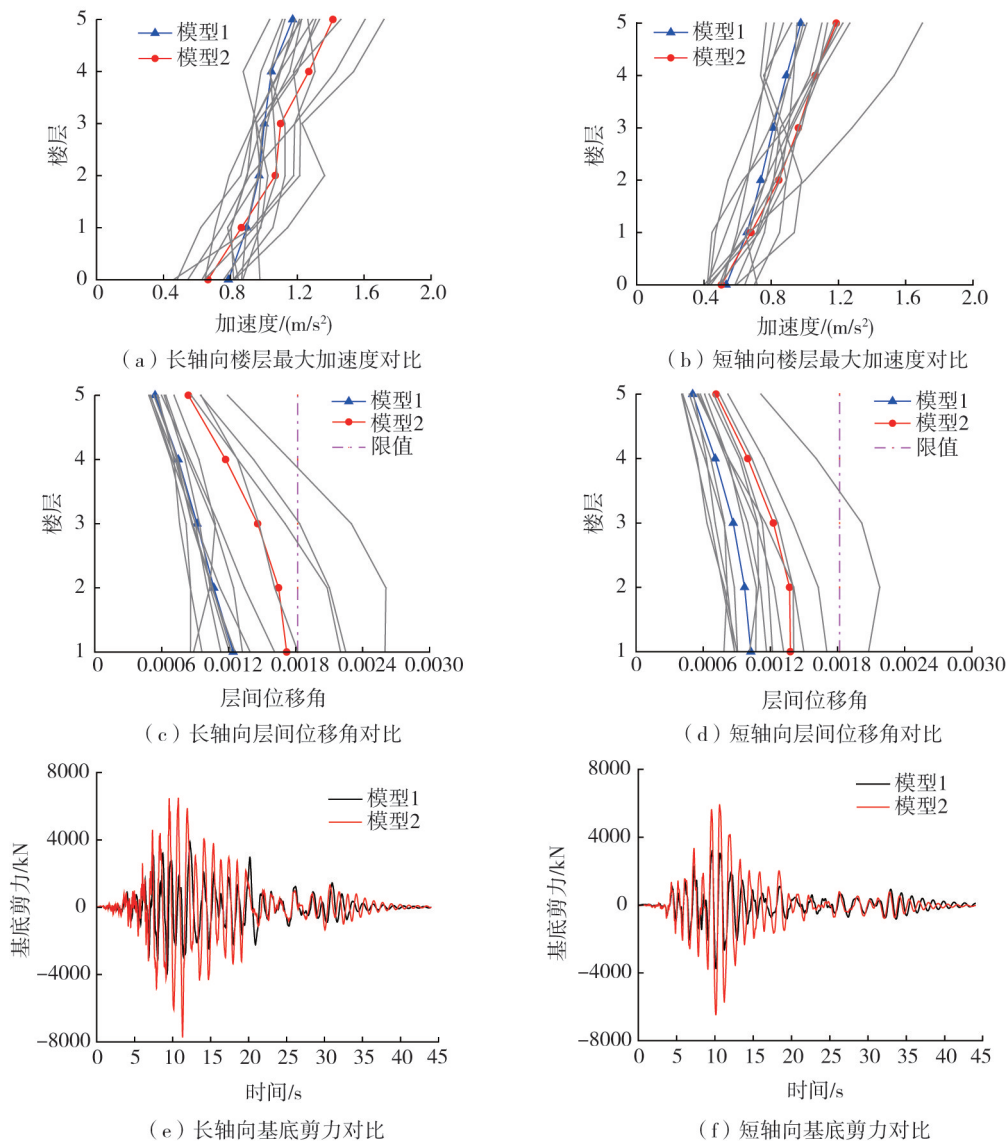 5
4
3
2
1
0
楼层
模型1
模型2
0
0.4
0.8
1.2
1.6
2.0
加速度/(m/s²)
（a）长轴向楼层最大加速度对比
5
4
3
2
1
0
楼层
模型1
模型2
0
0.4
0.8
1.2
1.6
2.0
加速度/(m/s²)
（b）短轴向楼层最大加速度对比
5
4
3
2
1
楼层
模型1
模型2
限值
0
0.0006
0.0012
0.0018
0.0024
0.0030
层间位移角
（c）长轴向层间位移角对比
5
4
3
2
1
楼层
模型1
模型2
限值
0
0.0006
0.0012
0.0018
0.0024
0.0030
层间位移角
（d）短轴向层间位移角对比
8000
4000
0
-4000
-8000
基底剪力/kN
模型1
模型2
0
5
10
15
20
25
30
35
40
45
时间/s
（e）长轴向基底剪力对比
8000
4000
0
-4000
-8000
基底剪力/kN
模型1
模型2
0
5
10
15
20
25
30
35
40
45
时间/s
（f）短轴向基底剪力对比